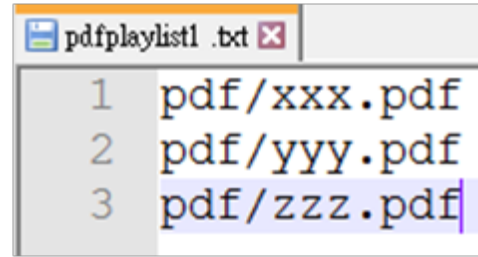 pdfplaylist1 .txt
1 pdf/xxx.pdf
2 pdf/yyy.pdf
3 pdf/zzz.pdf